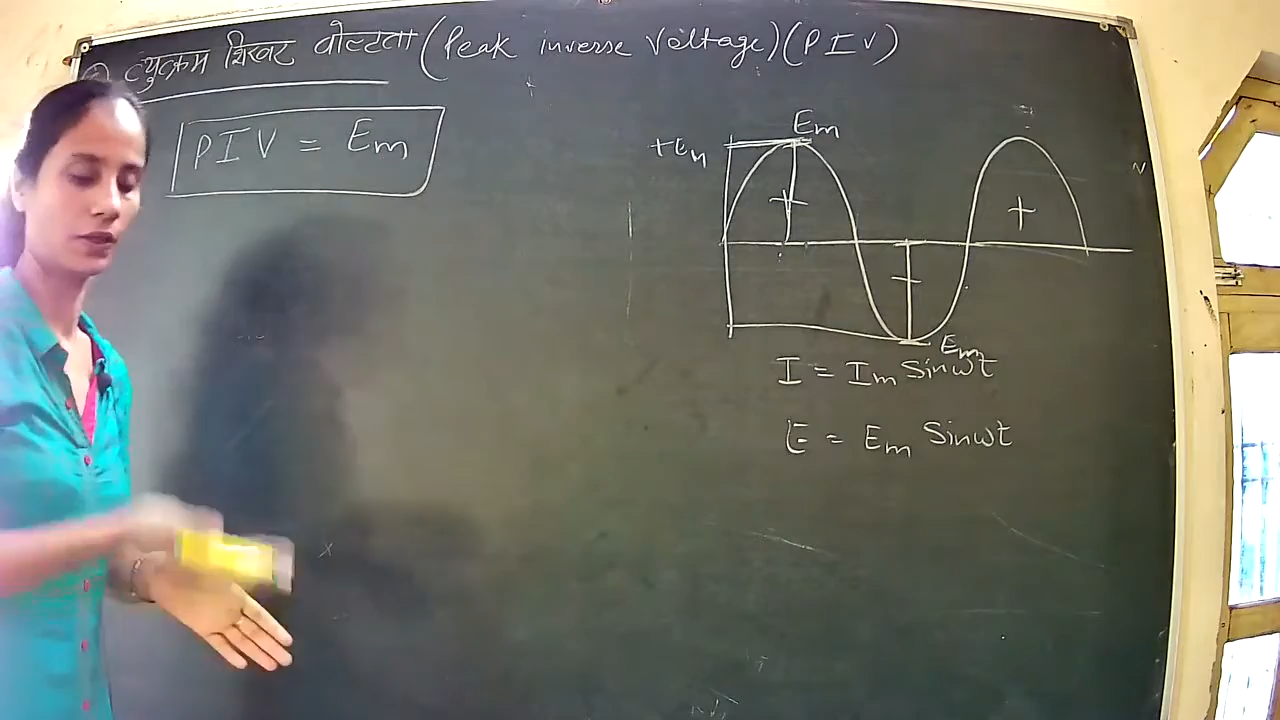 व्युत्क्रम शिखर वोल्टता (Peak inverse Voltage) (PIV)
PIV = Em
Em
+Em
+
+
-
Em
I = Im Sinωt
E = Em Sinωt